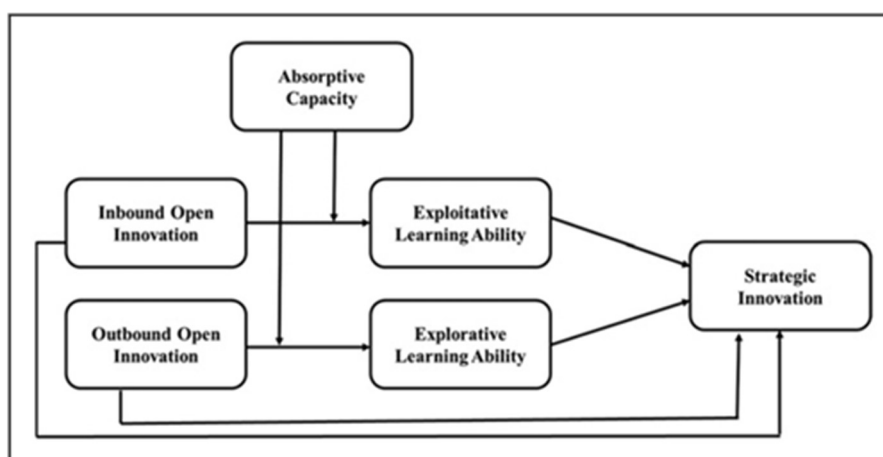 Absorptive
Capacity
Inbound Open
Innovation
Exploitative
Learning Ability
Strategic
Innovation
Outbound Open
Innovation
Explorative
Learning Ability